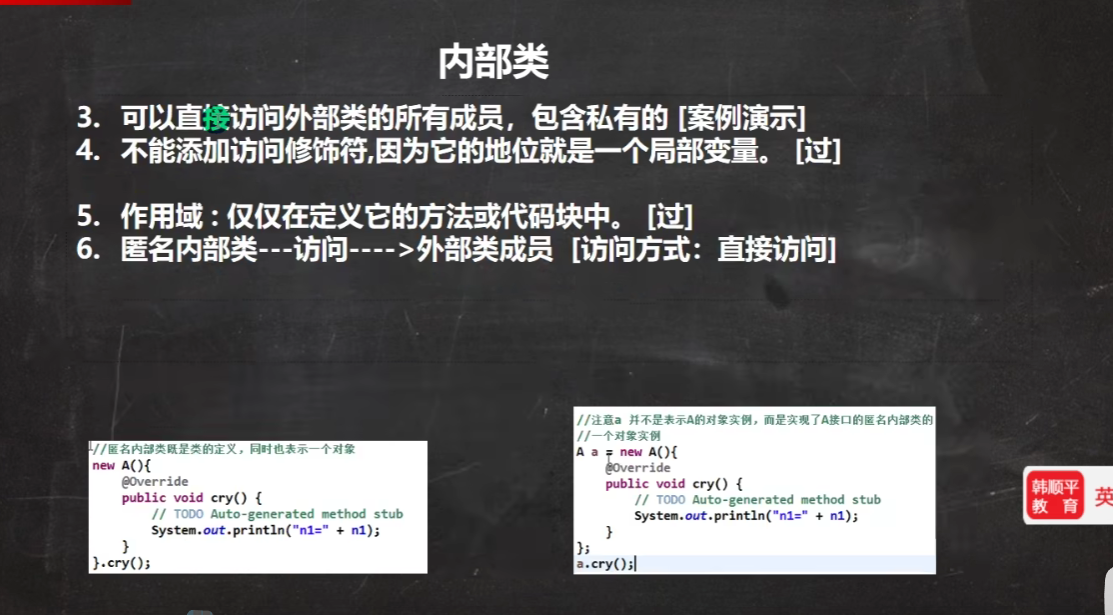 内部类
3. 可以直接访问外部类的所有成员，包含私有的 [案例演示]
4. 不能添加访问修饰符,因为它的地位就是一个局部变量。 [过]
5. 作用域 : 仅仅在定义它的方法或代码块中。 [过]
6. 匿名内部类---访问---->外部类成员 [访问方式：直接访问]
//匿名内部类既是类的定义，同时也表示一个对象
new A(){
@Override
public void cry() {
// TODO Auto-generated method stub
System.out.println("n1=" + n1);
}
}.cry();
//注意a 并不是表示A的对象实例，而是实现了A接口的匿名内部类的
//一个对象实例
A a = new A(){
@Override
public void cry() {
// TODO Auto-generated method stub
System.out.println("n1=" + n1);
}
};
a.cry();
韩顺平
教 育
英